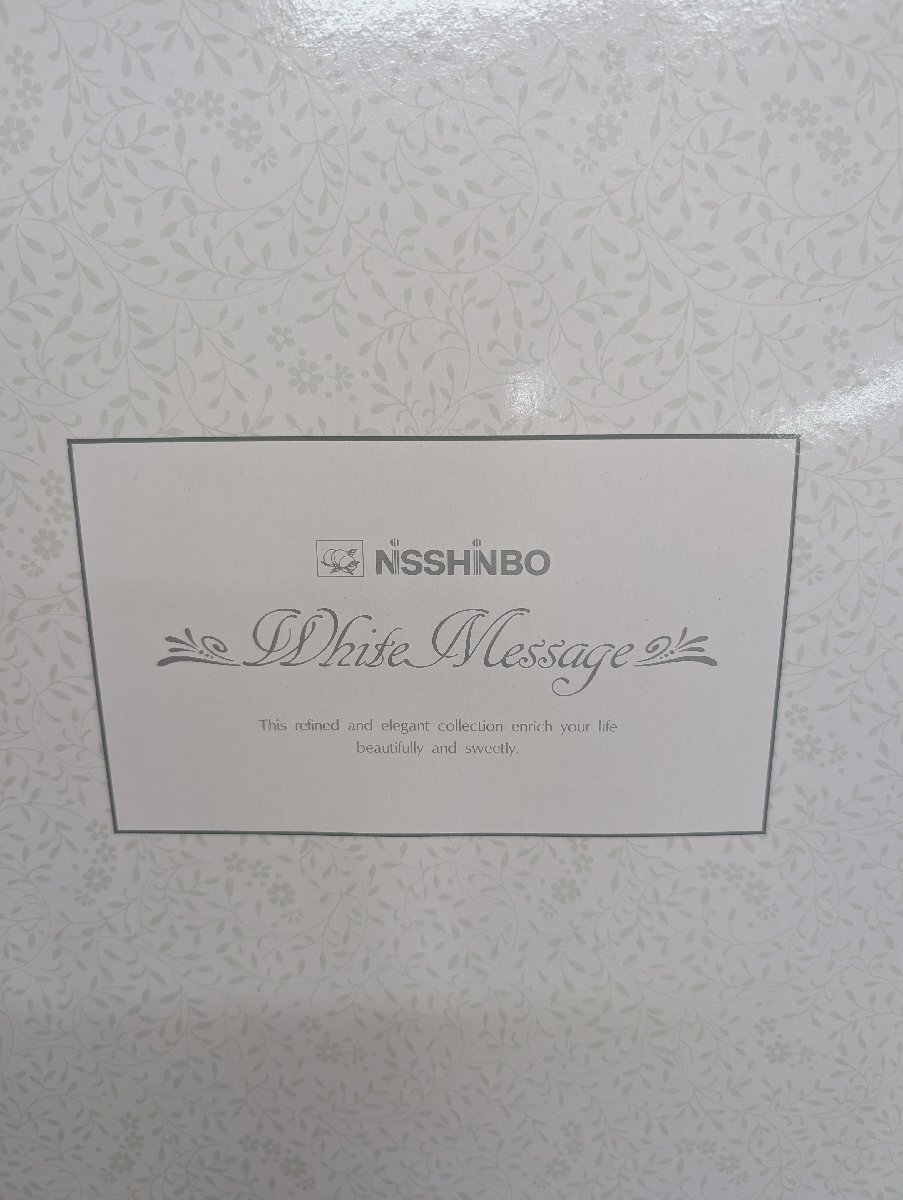 NISSHINBO
White Message
This refined and elegant collection enrich your life
beautifully and sweetly.